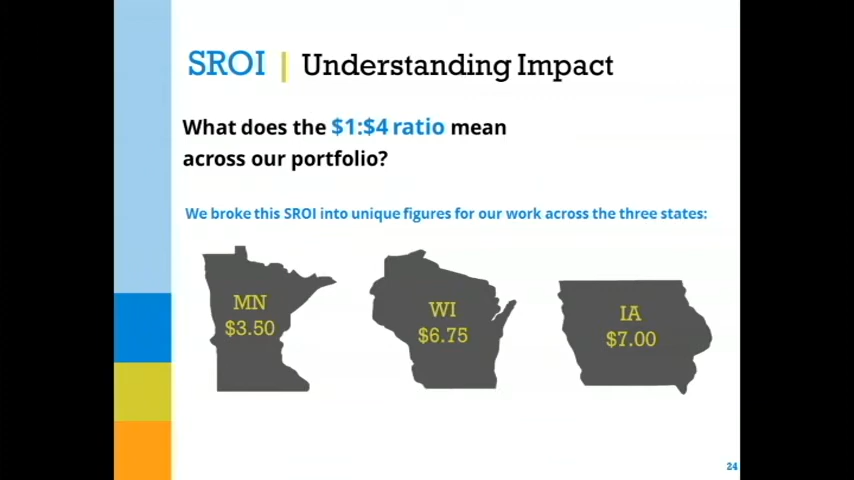 SROI | Understanding Impact
What does the $1:$4 ratio mean
across our portfolio?
We broke this SROI into unique figures for our work across the three states:
MN
$3.50
WI
$6.75
IA
$7.00
24